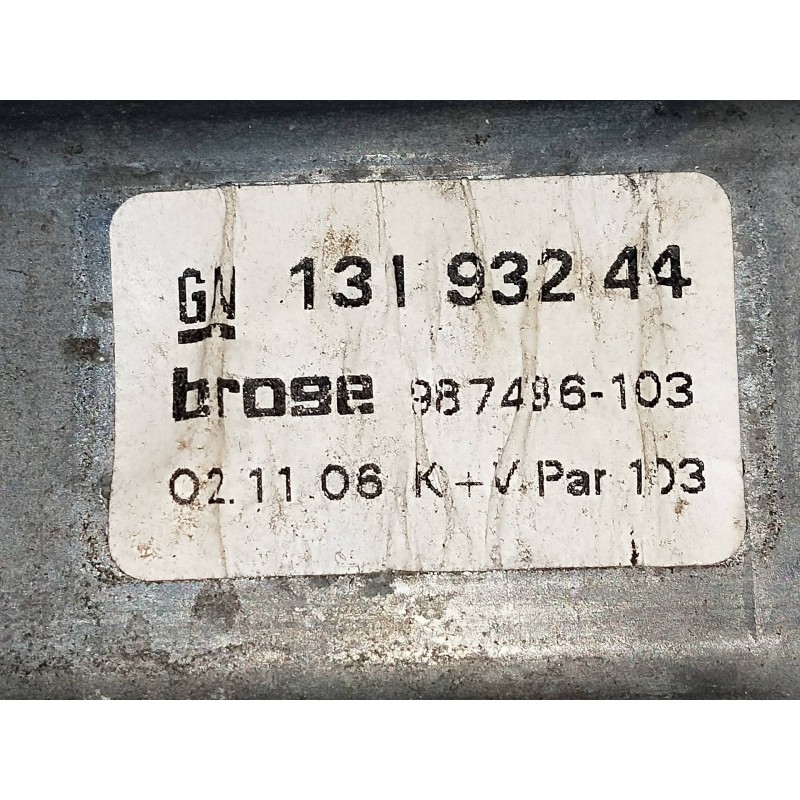 GM 131 932 44
brose 987486-103
02.11.06 K+V Par 103